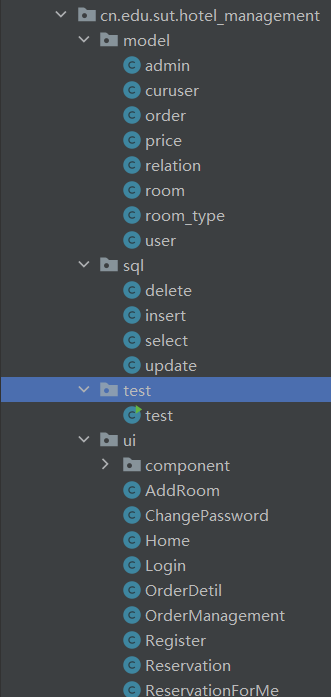 cn.edu.sut.hotel_management
model
admin
curuser
order
price
relation
room
room_type
user
sql
delete
insert
select
update
test
test
ui
component
AddRoom
ChangePassword
Home
Login
OrderDetil
OrderManagement
Register
Reservation
ReservationForMe